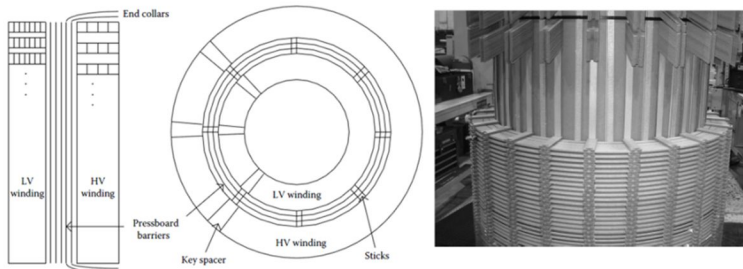 End collars
LV
winding
HV
winding
Pressboard
barriers
Key spacer
LV winding
HV winding
Sticks